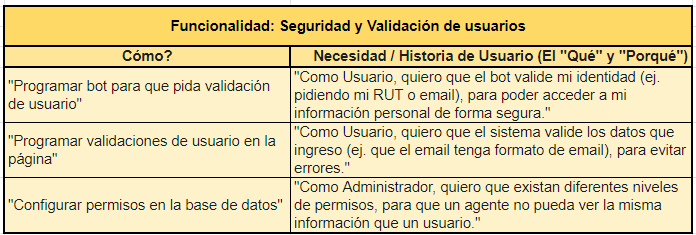 Funcionalidad: Seguridad y Validación de usuarios
Cómo?
Necesidad / Historia de Usuario (El "Qué" y "Porqué")
"Programar bot para que pida validación
de usuario"
"Como Usuario, quiero que el bot valide mi identidad (ej.
pidiendo mi RUT o email), para poder acceder a mi
información personal de forma segura."
"Programar validaciones de usuario en la
página"
"Como Usuario, quiero que el sistema valide los datos que
ingreso (ej. que el email tenga formato de email), para evitar
errores."
"Configurar permisos en la base de datos"
"Como Administrador, quiero que existan diferentes niveles
de permisos, para que un agente no pueda ver la misma
información que un usuario."